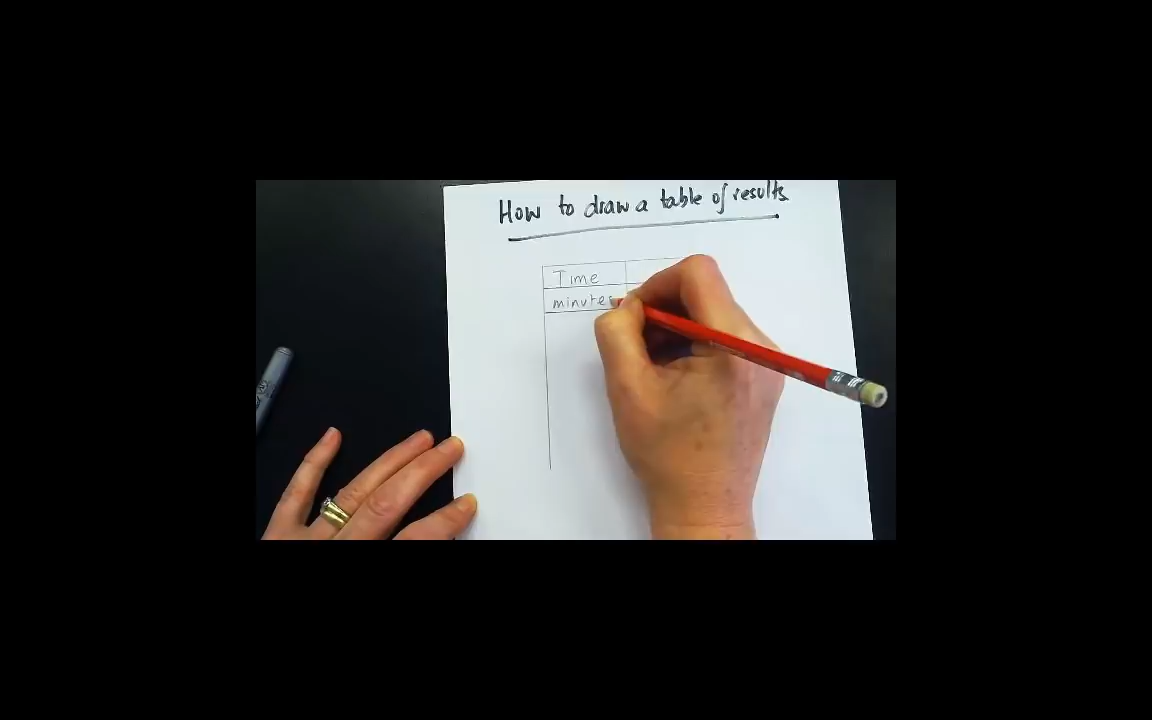 How to draw a table of results
Time
minutes